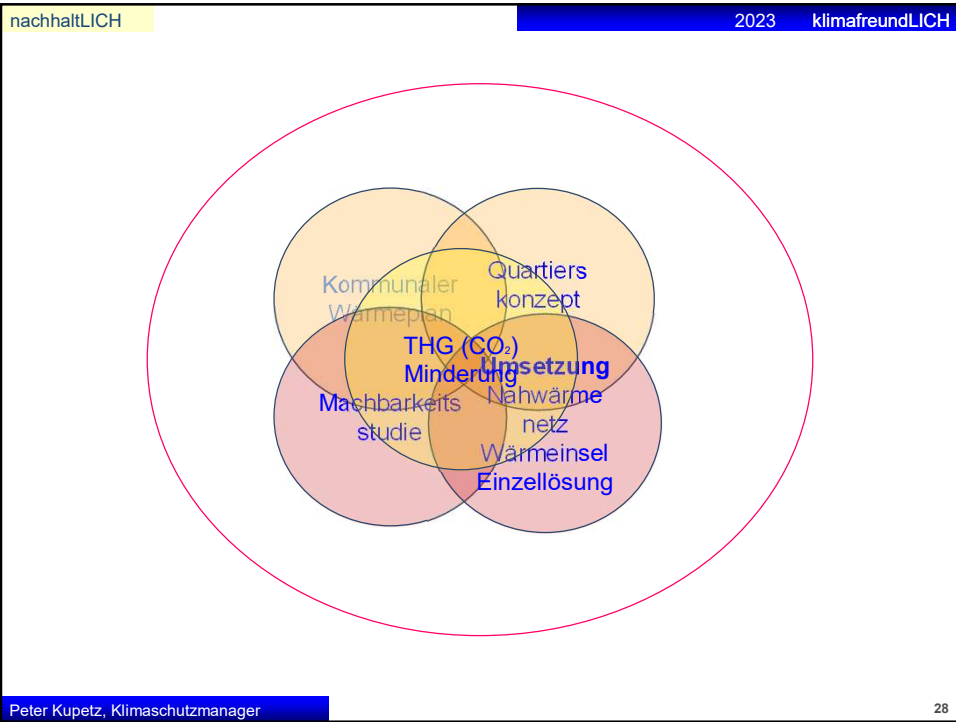 nachhaltLICH
2023 klimafreundLICH
Kommunaler
Wärmeplan
Quartiers
konzept
THG (CO₂)
Minderung
Machbarkeits
studie
Umsetzung
Nahwärme
netz
Wärmeinsel
Einzellösung
Peter Kupetz, Klimaschutzmanager
28